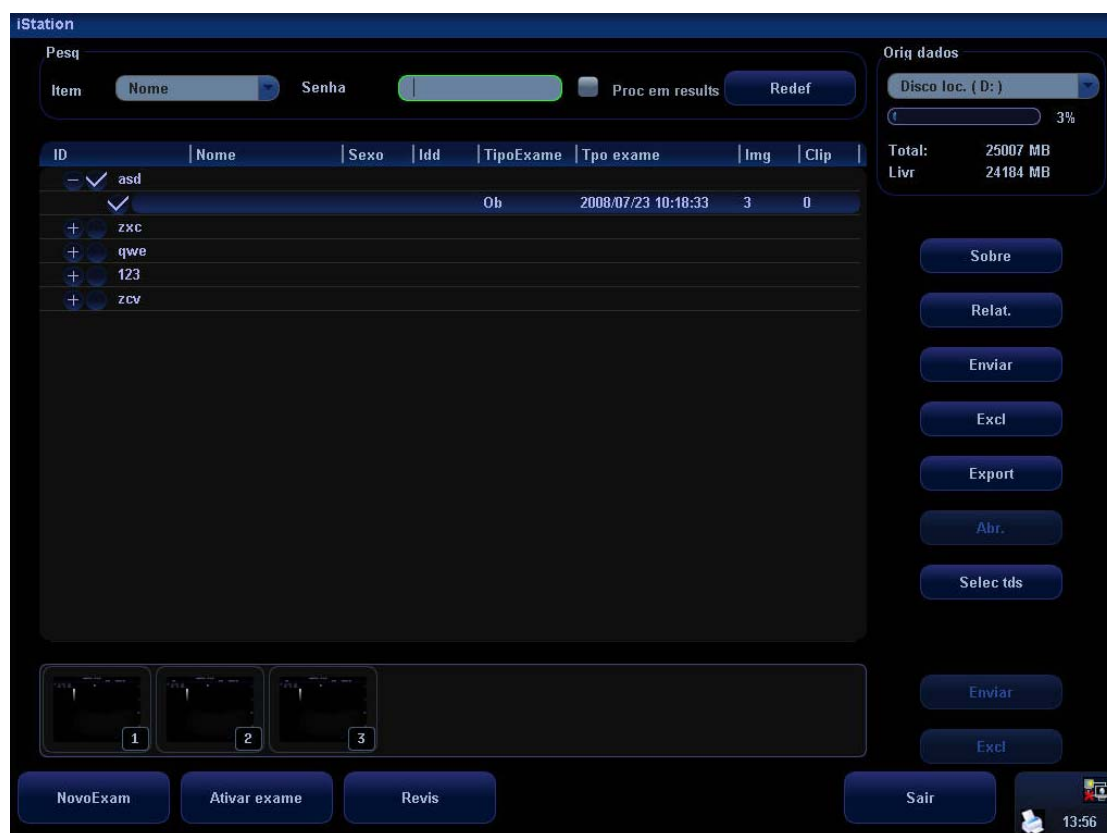 iStation
Pesq
Item Nome Senha Proc em results Redef
Orig dados
Disco loc. ( D: )
3%
Total: 25007 MB
Livr 24184 MB
ID Nome Sexo Idd TipoExame Tpo exame Img Clip
asd
Ob 2008/07/23 10:18:33 3 0
zxc
qwe
123
zcv
Sobre
Relat.
Enviar
Excl
Export
Abr.
Selec tds
1 2 3
Enviar
Excl
NovoExam Ativar exame Revis Sair
13:56